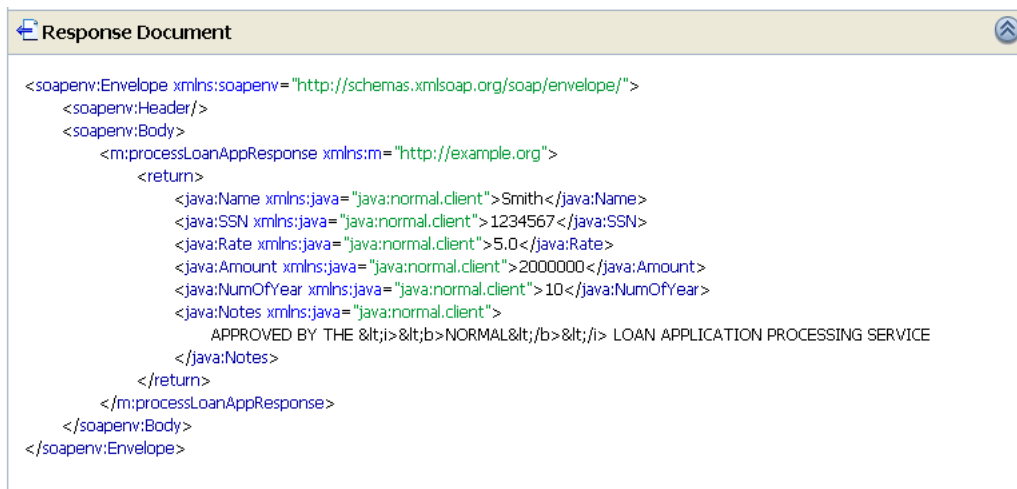 Response Document
<soapenv:Envelope xmlns:soapenv="http://schemas.xmlsoap.org/soap/envelope/">
<soapenv:Header/>
<soapenv:Body>
<m:processLoanAppResponse xmlns:m="http://example.org">
<return>
<java:Name xmlns:java="java:normal.client">Smith</java:Name>
<java:SSN xmlns:java="java:normal.client">1234567</java:SSN>
<java:Rate xmlns:java="java:normal.client">5.0</java:Rate>
<java:Amount xmlns:java="java:normal.client">2000000</java:Amount>
<java:NumOfYear xmlns:java="java:normal.client">10</java:NumOfYear>
<java:Notes xmlns:java="java:normal.client">
APPROVED BY THE &lt;i>&lt;b>NORMAL&lt;/b>&lt;/i> LOAN APPLICATION PROCESSING SERVICE
</java:Notes>
</return>
</m:processLoanAppResponse>
</soapenv:Body>
</soapenv:Envelope>